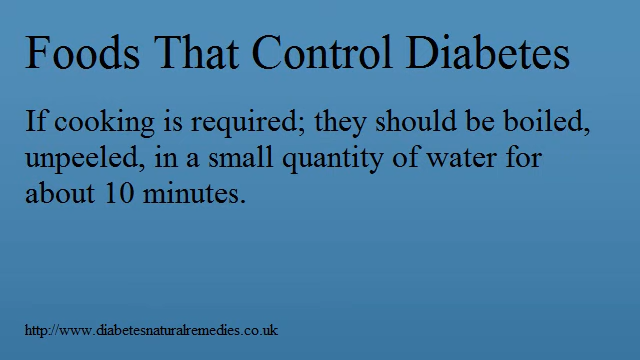 Foods That Control Diabetes
If cooking is required; they should be boiled,
unpeeled, in a small quantity of water for
about 10 minutes.
http://www.diabetesnaturalremedies.co.uk